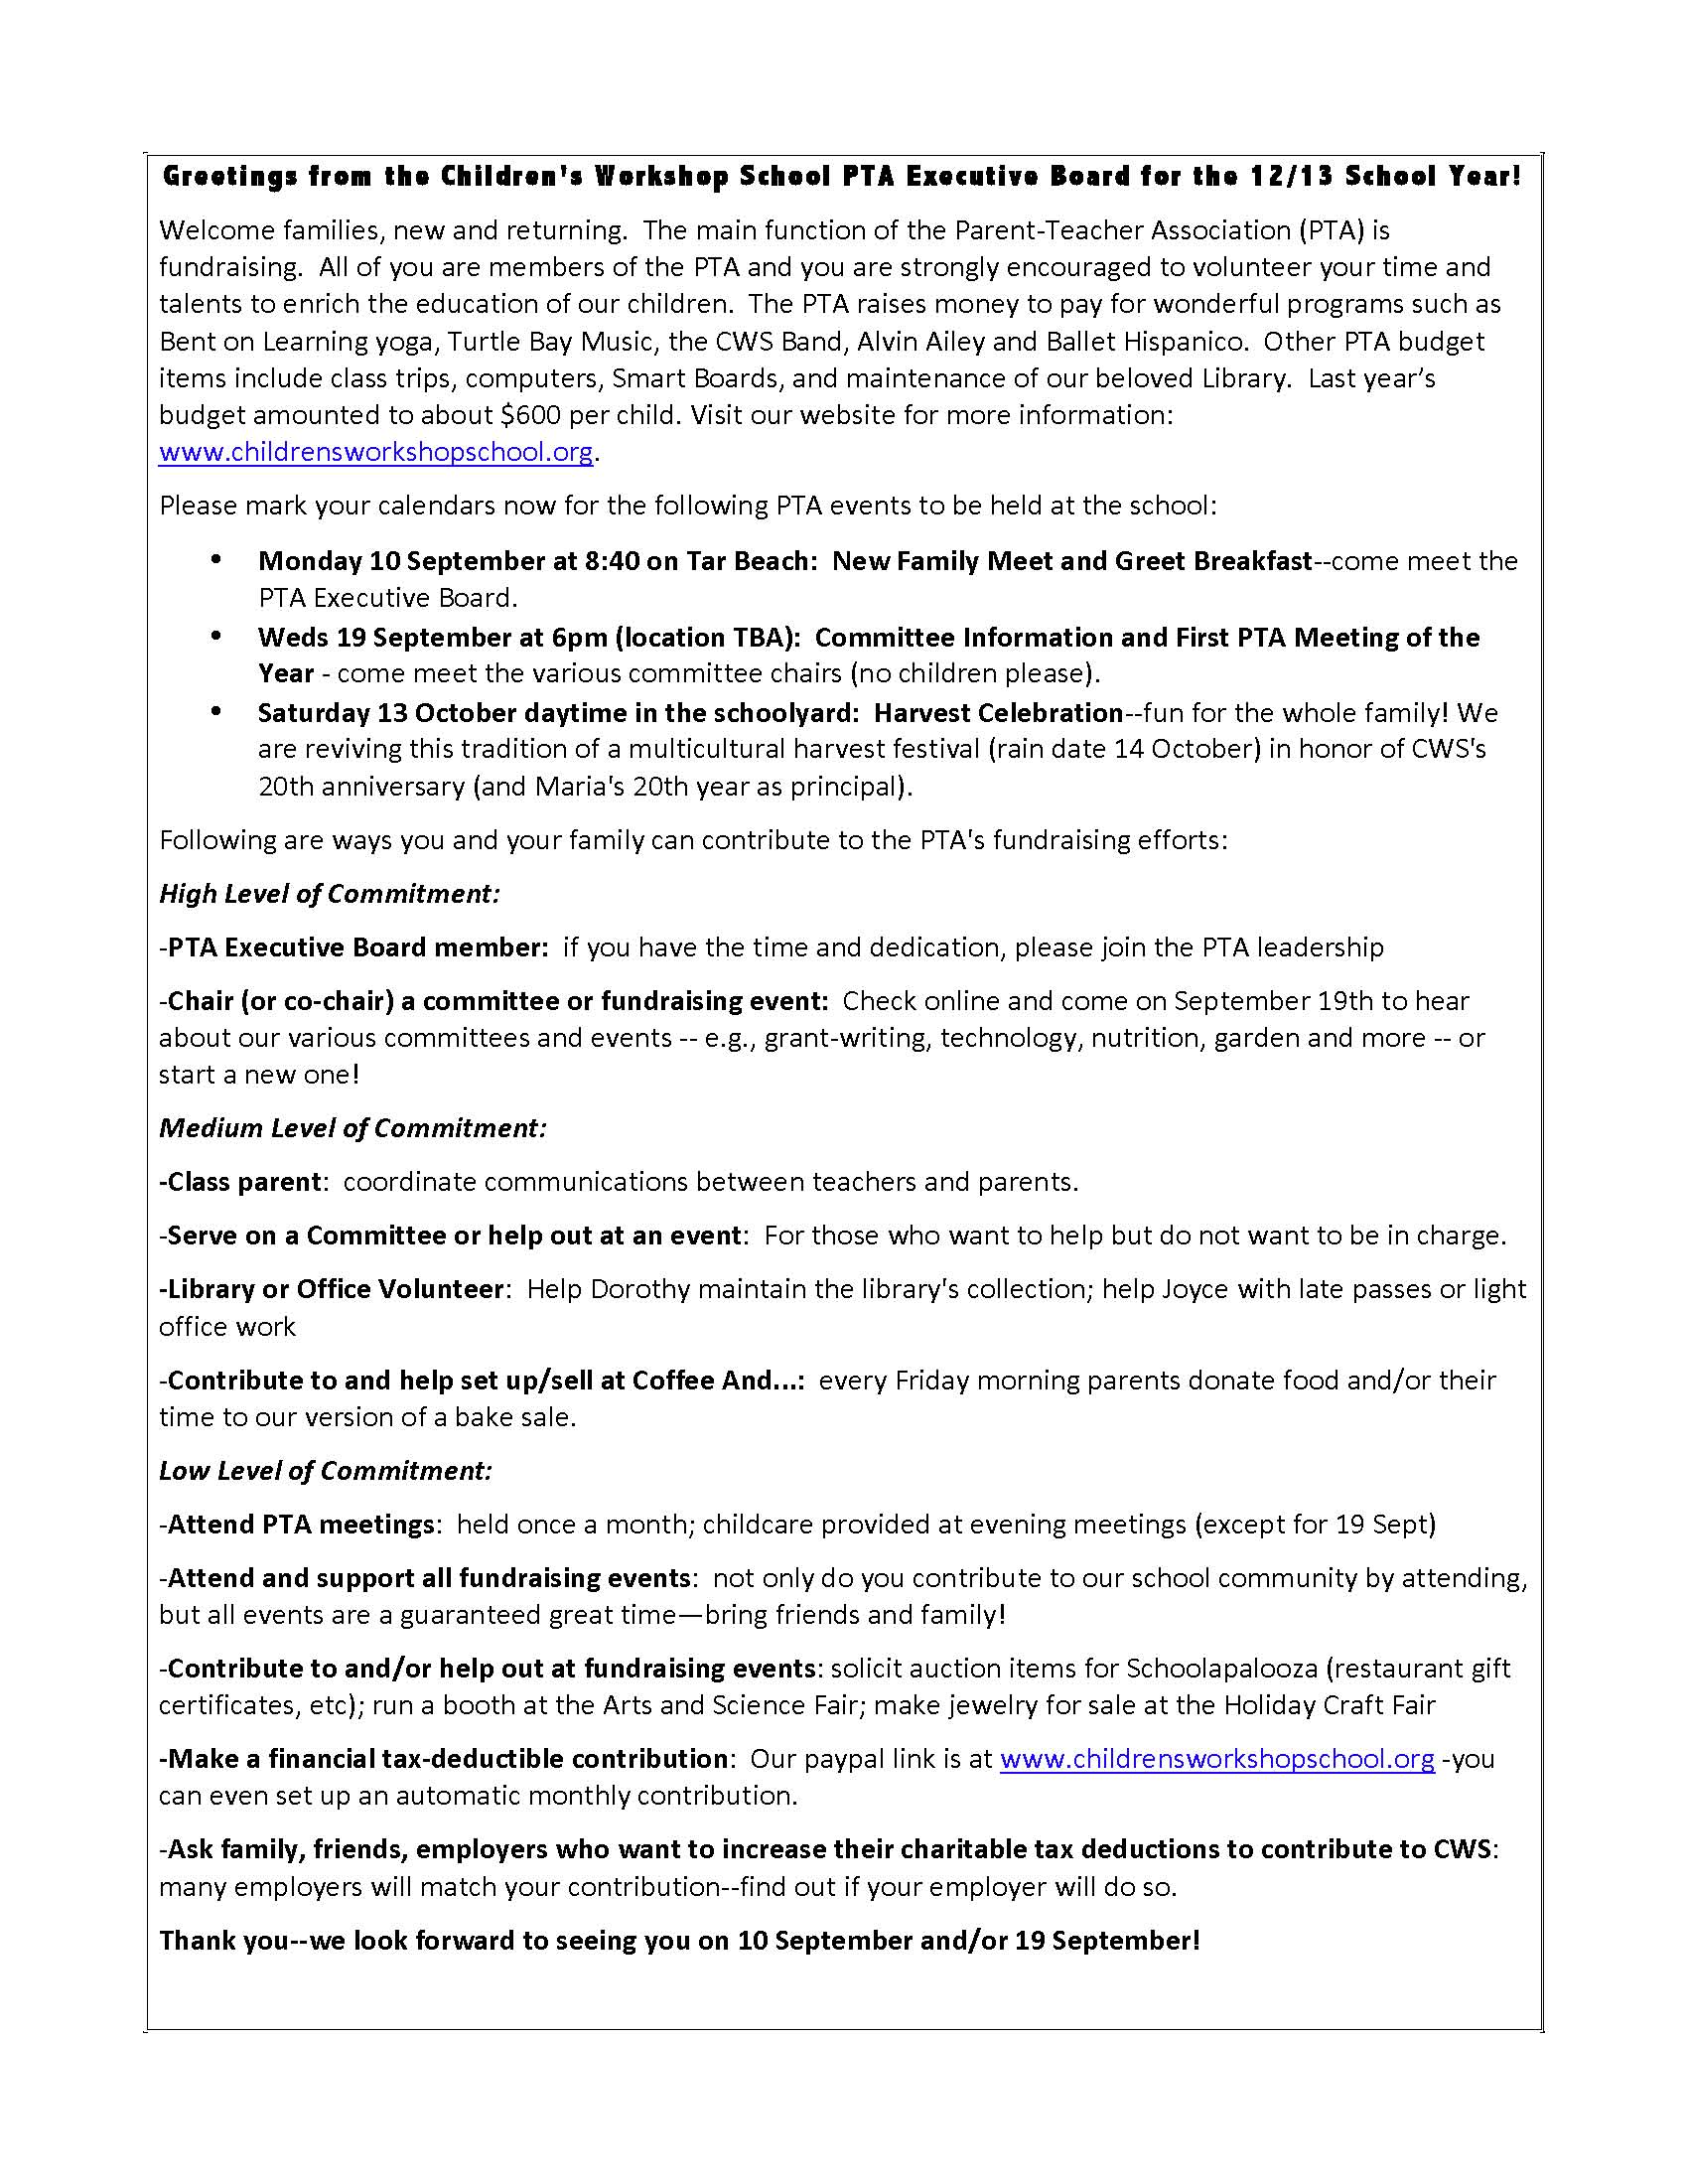 Greetings from the Children's Workshop School PTA Executive Board for the 12/13 School Year!
Welcome families, new and returning.  The main function of the Parent-Teacher Association (PTA) is
fundraising.  All of you are members of the PTA and you are strongly encouraged to volunteer your time and
talents to enrich the education of our children.  The PTA raises money to pay for wonderful programs such as
Bent on Learning yoga, Turtle Bay Music, the CWS Band, Alvin Ailey and Ballet Hispanico.  Other PTA budget
items include class trips, computers, Smart Boards, and maintenance of our beloved Library.  Last year’s
budget amounted to about $600 per child. Visit our website for more information:
www.childrensworkshopschool.org.
Please mark your calendars now for the following PTA events to be held at the school:
• Monday 10 September at 8:40 on Tar Beach:  New Family Meet and Greet Breakfast--come meet the
PTA Executive Board.
• Weds 19 September at 6pm (location TBA):  Committee Information and First PTA Meeting of the
Year - come meet the various committee chairs (no children please).
• Saturday 13 October daytime in the schoolyard:  Harvest Celebration--fun for the whole family! We
are reviving this tradition of a multicultural harvest festival (rain date 14 October) in honor of CWS's
20th anniversary (and Maria's 20th year as principal).
Following are ways you and your family can contribute to the PTA's fundraising efforts:
High Level of Commitment:
-PTA Executive Board member:  if you have the time and dedication, please join the PTA leadership
-Chair (or co-chair) a committee or fundraising event:  Check online and come on September 19th to hear
about our various committees and events -- e.g., grant-writing, technology, nutrition, garden and more -- or
start a new one!
Medium Level of Commitment:
-Class parent:  coordinate communications between teachers and parents.
-Serve on a Committee or help out at an event:  For those who want to help but do not want to be in charge.
-Library or Office Volunteer:  Help Dorothy maintain the library's collection; help Joyce with late passes or light
office work
-Contribute to and help set up/sell at Coffee And...:  every Friday morning parents donate food and/or their
time to our version of a bake sale.
Low Level of Commitment:
-Attend PTA meetings:  held once a month; childcare provided at evening meetings (except for 19 Sept)
-Attend and support all fundraising events:  not only do you contribute to our school community by attending,
but all events are a guaranteed great time—bring friends and family!
-Contribute to and/or help out at fundraising events: solicit auction items for Schoolapalooza (restaurant gift
certificates, etc); run a booth at the Arts and Science Fair; make jewelry for sale at the Holiday Craft Fair
-Make a financial tax-deductible contribution:  Our paypal link is at www.childrensworkshopschool.org -you
can even set up an automatic monthly contribution.
-Ask family, friends, employers who want to increase their charitable tax deductions to contribute to CWS:
many employers will match your contribution--find out if your employer will do so.
Thank you--we look forward to seeing you on 10 September and/or 19 September!